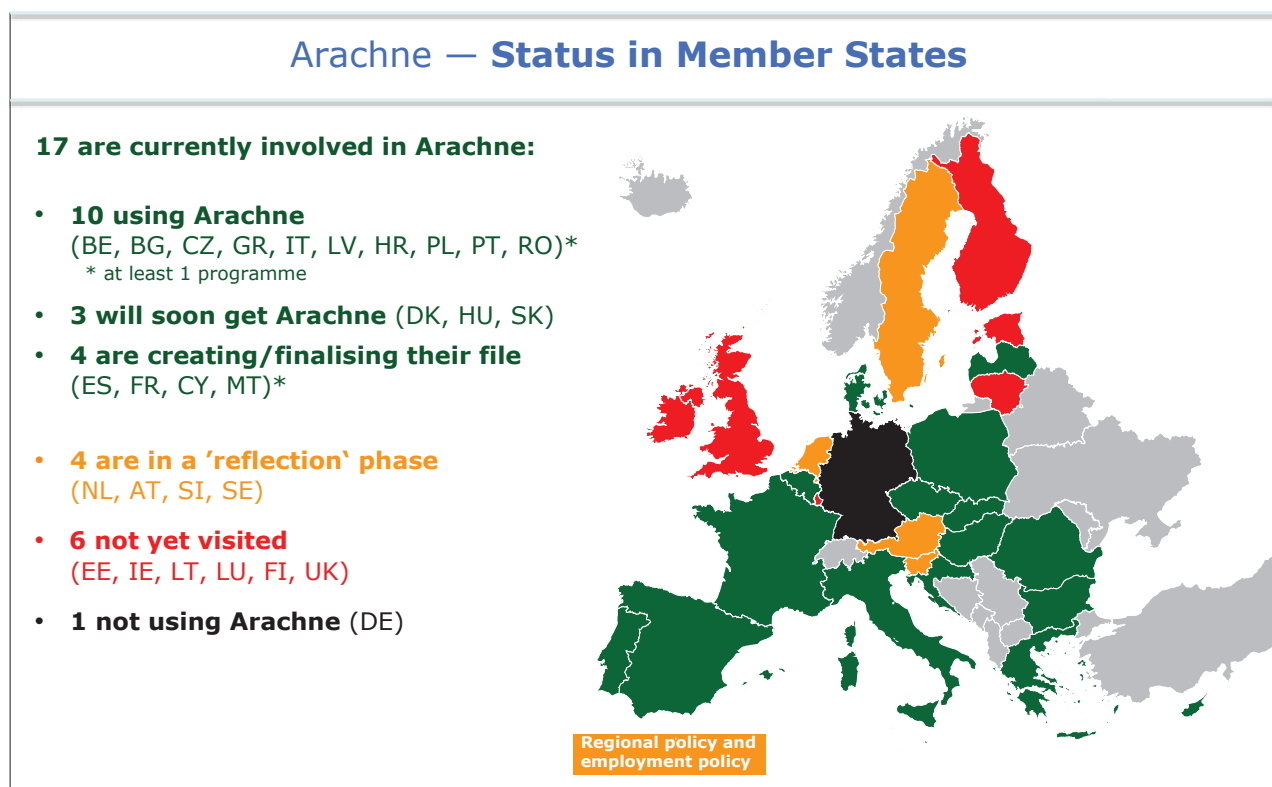 Arachne — Status in Member States
17 are currently involved in Arachne:
• 10 using Arachne
(BE, BG, CZ, GR, IT, LV, HR, PL, PT, RO)*
* at least 1 programme
• 3 will soon get Arachne (DK, HU, SK)
• 4 are creating/finalising their file
(ES, FR, CY, MT)*
• 4 are in a ’reflection‘ phase
(NL, AT, SI, SE)
• 6 not yet visited
(EE, IE, LT, LU, FI, UK)
• 1 not using Arachne (DE)
Regional policy and
employment policy